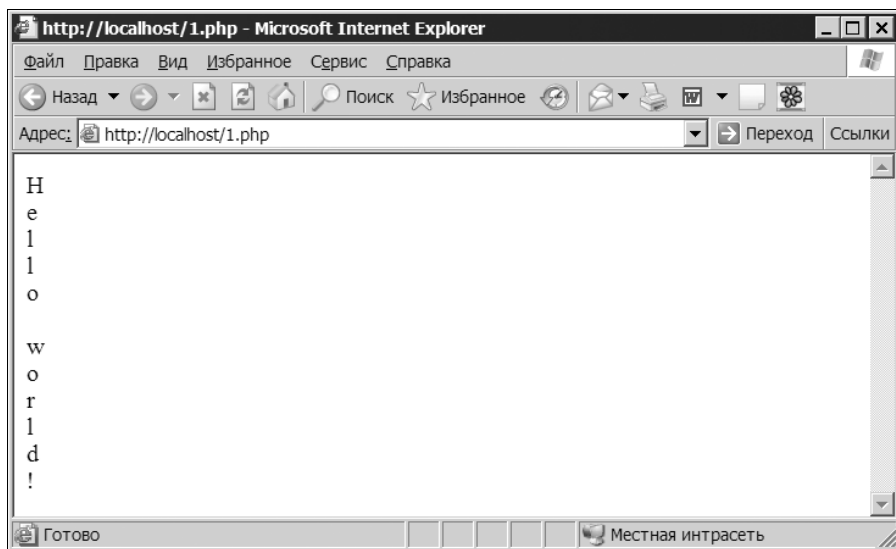 http://localhost/1.php - Microsoft Internet Explorer
Файл Правка Вид Избранное Сервис Справка
Назад Поиск Избранное
Адрес: http://localhost/1.php Переход Ссылки
H
e
l
l
o
w
o
r
l
d
!
Готово Местная интрасеть